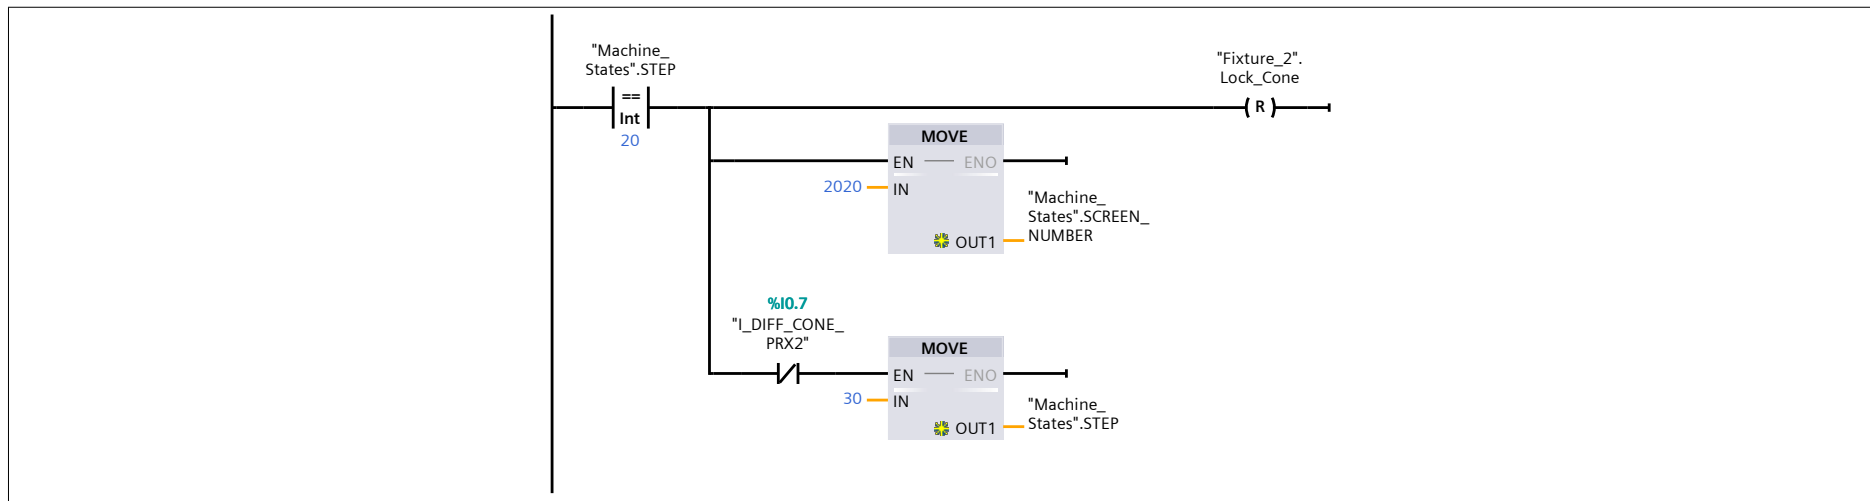 "Machine_
States".STEP
==
Int
20
"Fixture_2".
Lock_Cone
R
MOVE
EN
ENO
2020
IN
OUT1
"Machine_
States".SCREEN_
NUMBER
%I0.7
"I_DIFF_CONE_
PRX2"
MOVE
EN
ENO
30
IN
OUT1
"Machine_
States".STEP